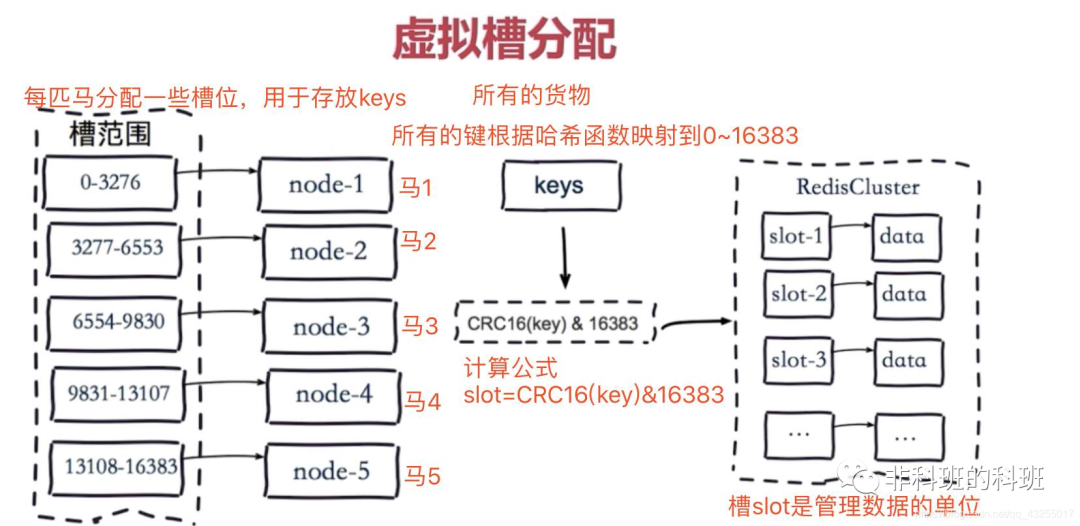 虚拟槽分配
每匹马分配一些槽位，用于存放keys
所有的货物
槽范围
所有的键根据哈希函数映射到0~16383
0-3276
node-1
马1
3277-6553
node-2
马2
6554-9830
node-3
马3
9831-13107
node-4
马4
13108-16383
node-5
马5
keys
CRC16(key) & 16383
计算公式
slot=CRC16(key)&16383
RedisCluster
slot-1
data
slot-2
data
slot-3
data
...
...
非科班的科班
槽slot是管理数据的单位